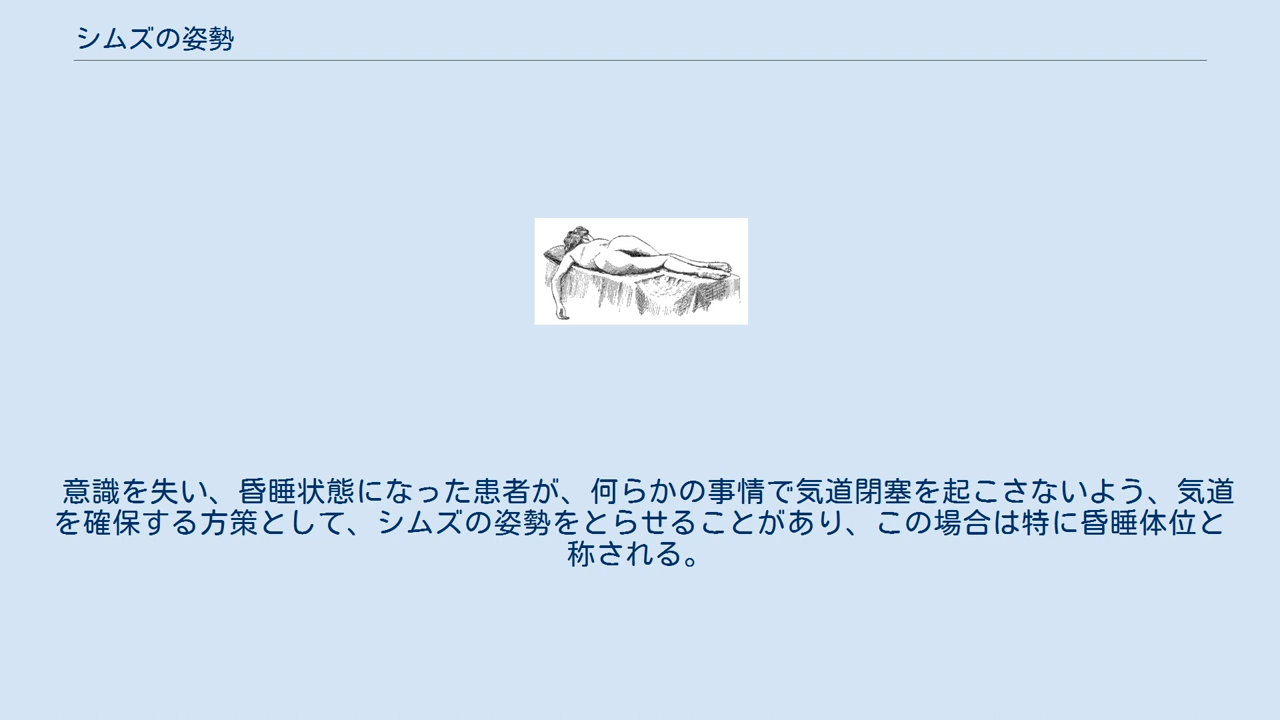 シムズの姿勢
意識を失い、昏睡状態になった患者が、何らかの事情で気道閉塞を起こさないよう、気道
を確保する方策として、シムズの姿勢をとらせることがあり、この場合は特に昏睡体位と
称される。